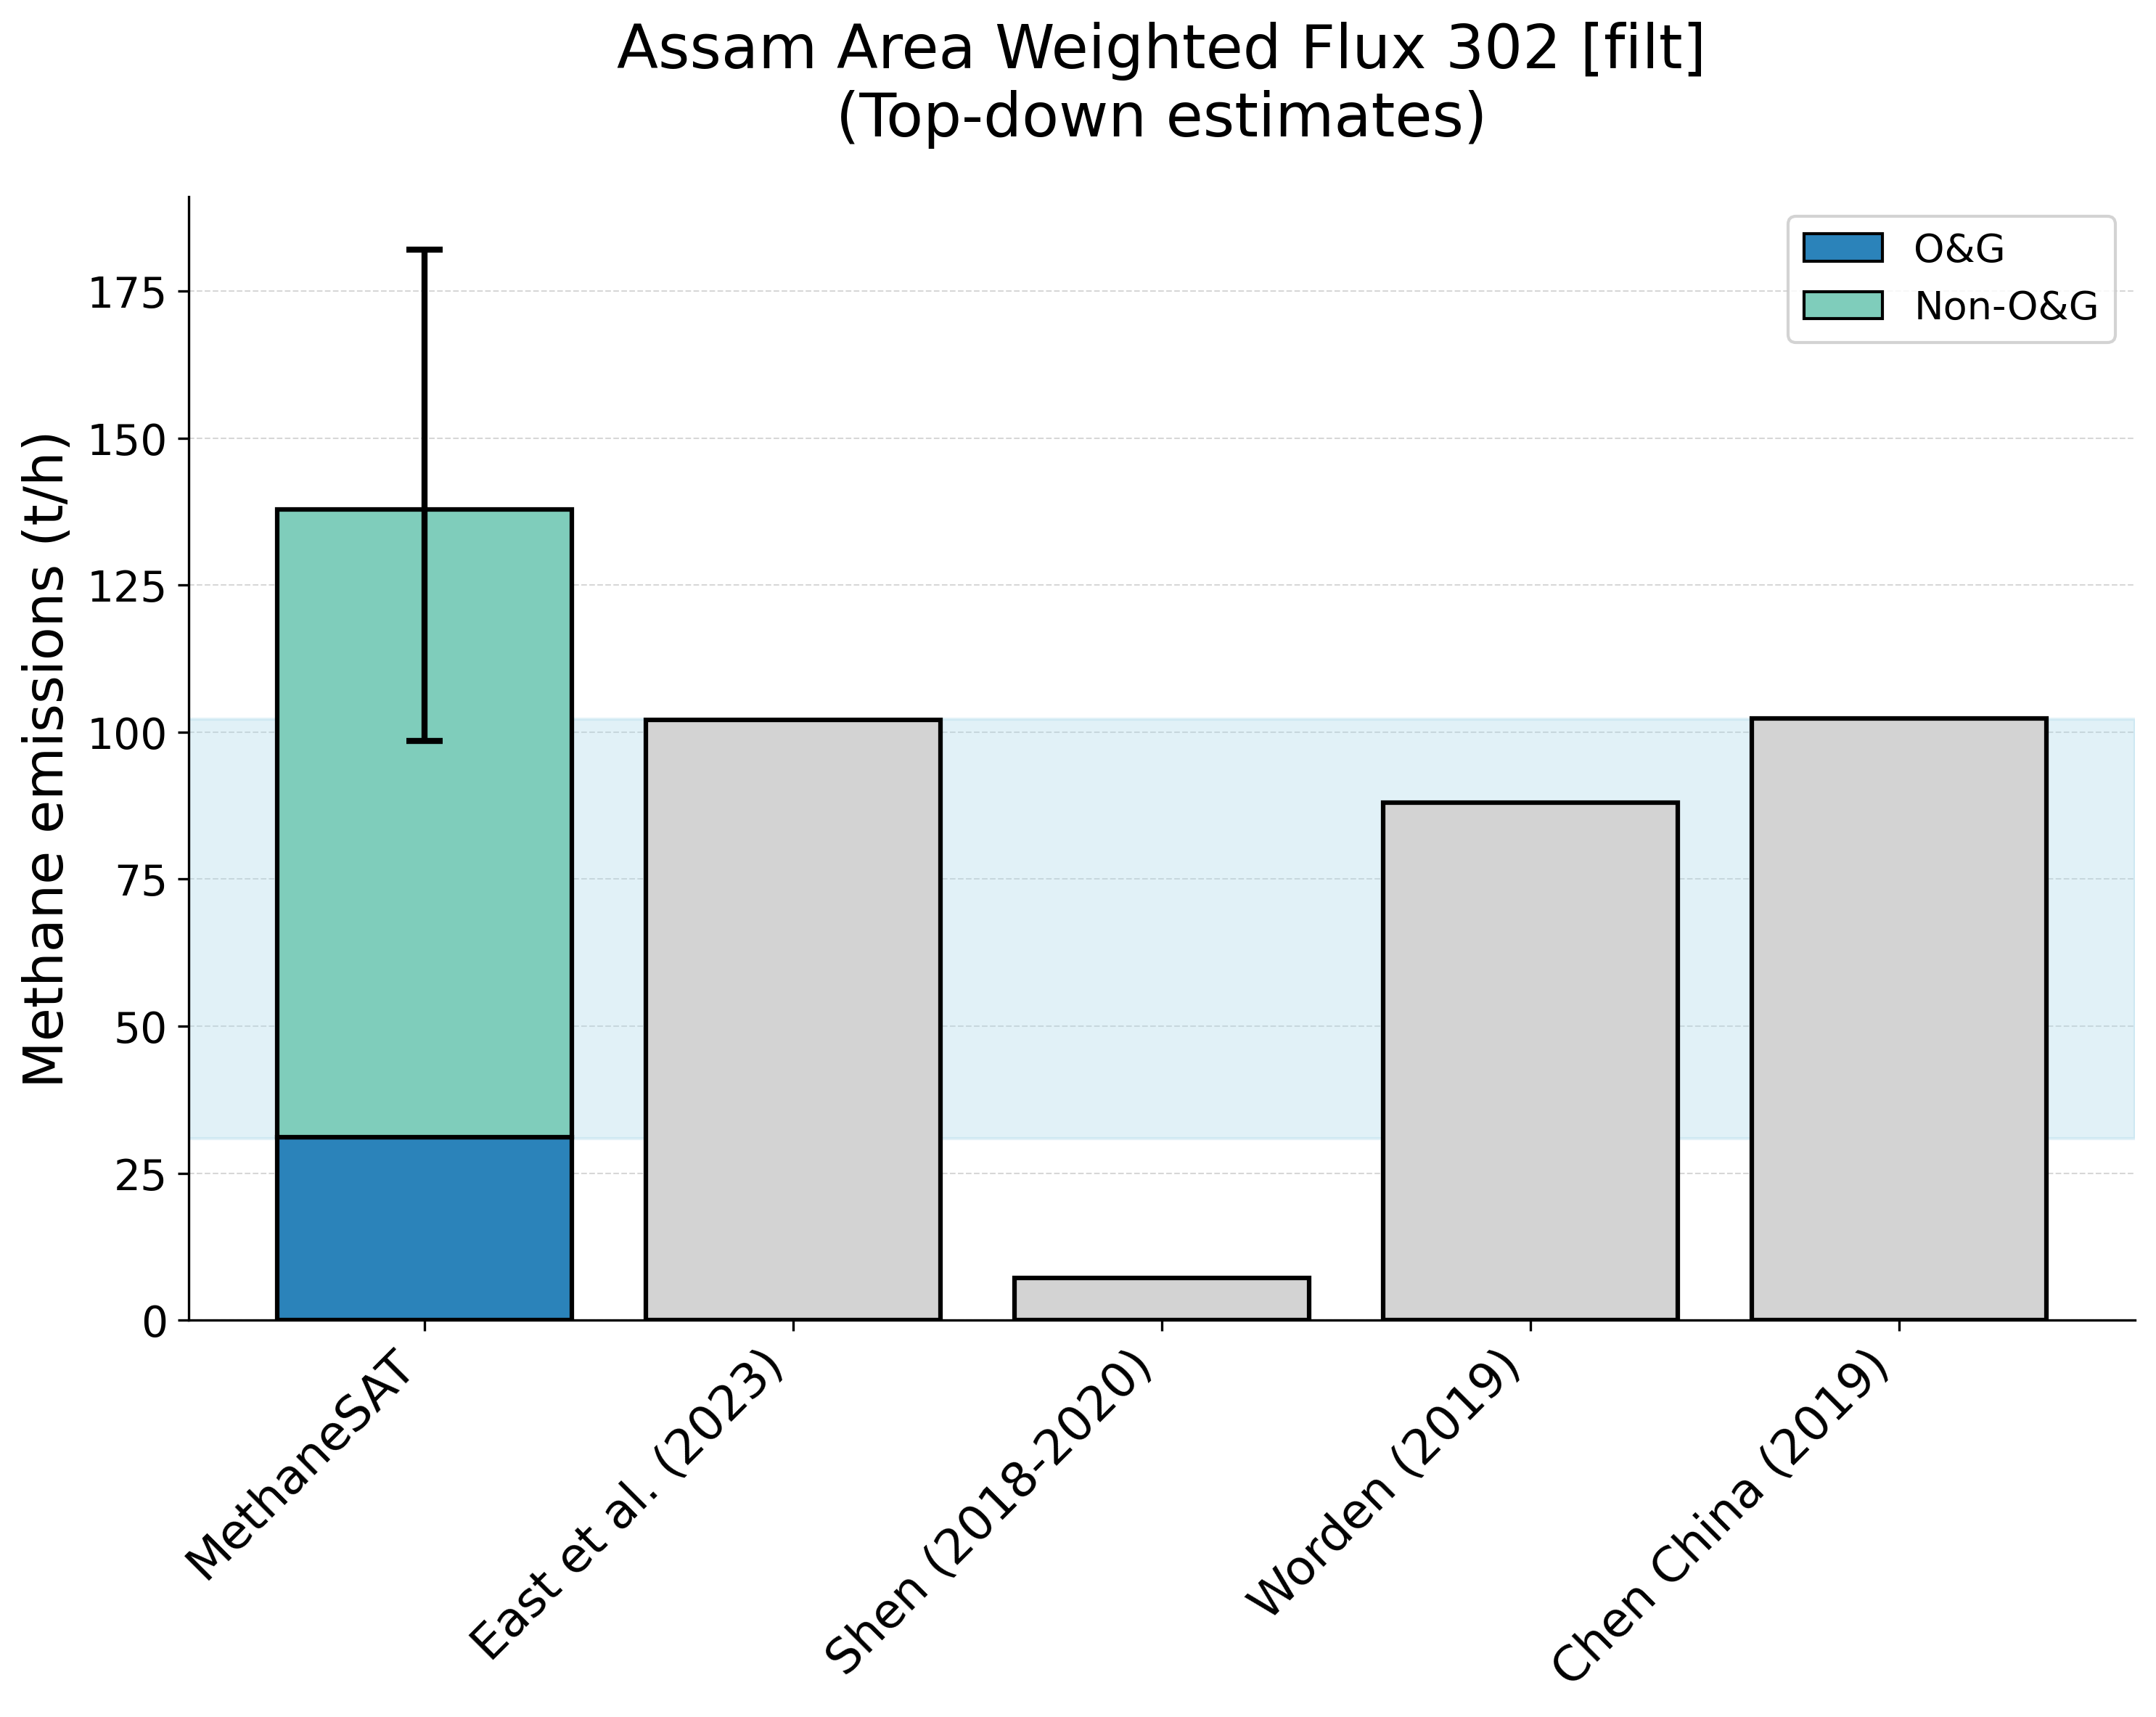 Assam Area Weighted Flux 302 [filt]
(Top-down estimates)
O&G
Non-O&G
Methane emissions (t/h)
175
150
125
100
75
50
25
0
MethaneSAT
East et al. (2023)
Shen (2018-2020)
Worden (2019)
Chen China (2019)